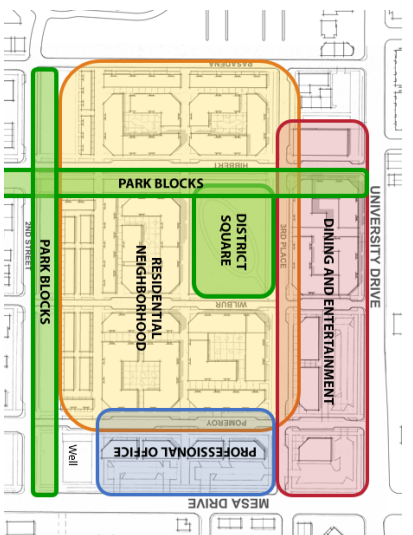 PASADENA
HIBBERT
PARK BLOCKS
DISTRICT
SQUARE
UNIVERSITY DRIVE
2ND STREET
PARK BLOCKS
RESIDENTIAL
NEIGHBORHOOD
3RD PLACE
DINING AND ENTERTAINMENT
WILBUR
POMEROY
Well
PROFESSIONAL OFFICE
MESA DRIVE